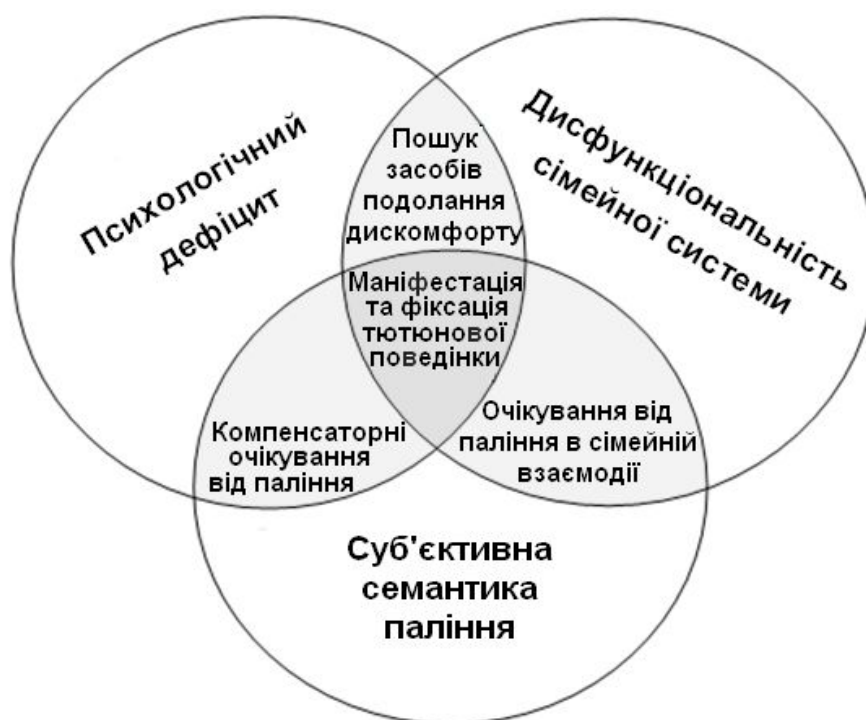 Психологічний
дефіцит
Дисфункціональність
сімейної системи
Пошук
засобів
подолання
дискомфорту
Маніфестація
та фіксація
тютюнової
поведінки
Компенсаторні
очікування
від паління
Очікування від
паління в сімейній
взаємодії
Суб'єктивна
семантика
паління